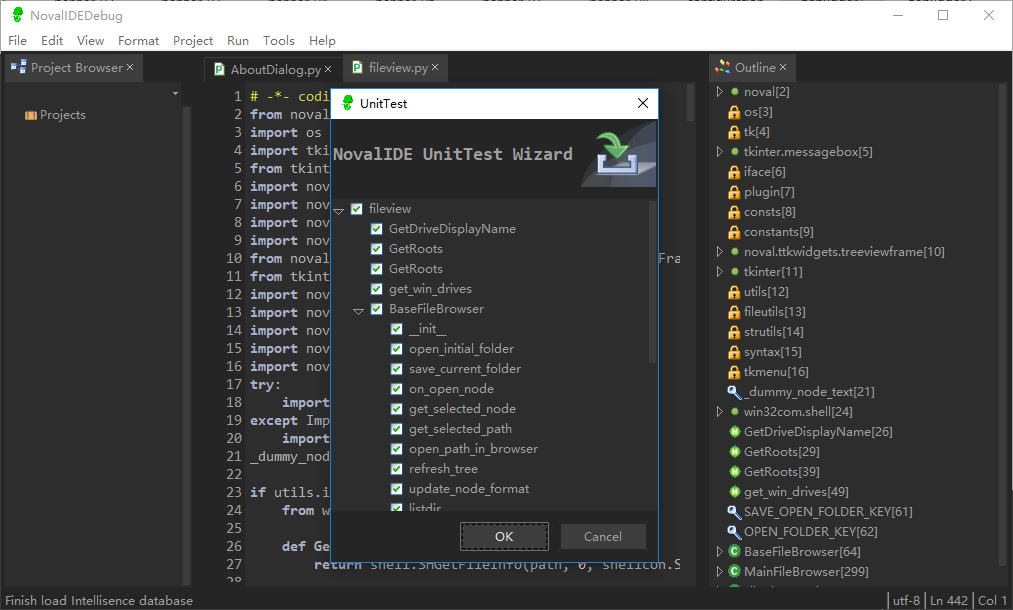 NovalIDEDebug
File Edit View Format Project Run Tools Help
Project Browser
Projects
AboutDialog.py
fileview.py
1 # -*- codi
2 from noval
3 import os
4 import tki
5 from tkint
6 import nov
7 import nov
8 import nov
9 import nov
10 from noval Fra
11 from tkint
12 import nov
13 import nov
14 import nov
15 import nov
16 import nov
17 try:
18 import
19 except Imp
20 import
21 _dummy_nod
22
23 if utils.i
24 from w
25
26 def Ge
27 return shell.SHGetFileInfo(path, 0, shellcon.S
28
UnitTest
NovalIDE UnitTest Wizard
fileview
GetDriveDisplayName
GetRoots
GetRoots
get_win_drives
BaseFileBrowser
__init__
open_initial_folder
save_current_folder
on_open_node
get_selected_node
get_selected_path
open_path_in_browser
refresh_tree
update_node_format
listdir
OK
Cancel
Outline
noval[2]
os[3]
tk[4]
tkinter.messagebox[5]
iface[6]
plugin[7]
consts[8]
constants[9]
noval.ttkwidgets.treeviewframe[10]
tkinter[11]
utils[12]
fileutils[13]
strutils[14]
syntax[15]
tkmenu[16]
_dummy_node_text[21]
win32com.shell[24]
GetDriveDisplayName[26]
GetRoots[29]
GetRoots[39]
get_win_drives[49]
SAVE_OPEN_FOLDER_KEY[61]
OPEN_FOLDER_KEY[62]
BaseFileBrowser[64]
MainFileBrowser[299]
Finish load Intellisence database
utf-8 Ln 442 Col 1